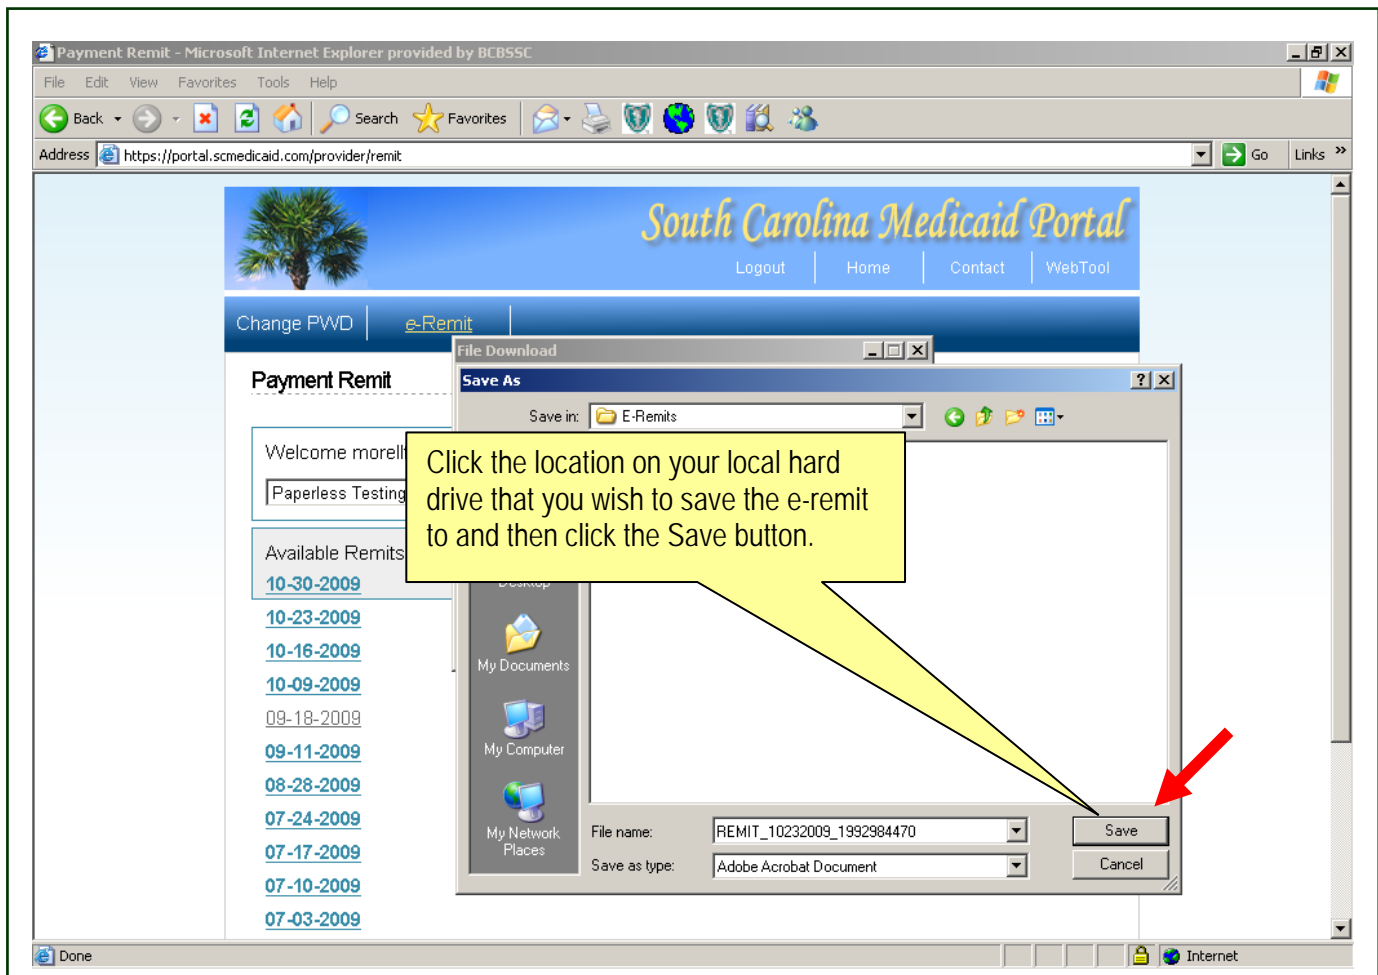 Payment Remit - Microsoft Internet Explorer provided by BCBSSC
File Edit View Favorites Tools Help
Back Search Favorites
Address https://portal.scmedicaid.com/provider/remit Go Links »
South Carolina Medicaid Portal
Logout Home Contact WebTool
Change PWD e-Remit
File Download
Payment Remit
Save As
Save in: E-Remits
Welcome morell
Paperless Testing
Click the location on your local hard
drive that you wish to save the e-remit
to and then click the Save button.
Available Remits
Desktop
10-30-2009
10-23-2009
10-16-2009
My Documents
10-09-2009
09-18-2009
My Computer
09-11-2009
08-28-2009
07-24-2009
My Network
Places
File name: REMIT_10232009_1992984470 Save
07-17-2009
Save as type: Adobe Acrobat Document Cancel
07-10-2009
07-03-2009
Done Internet